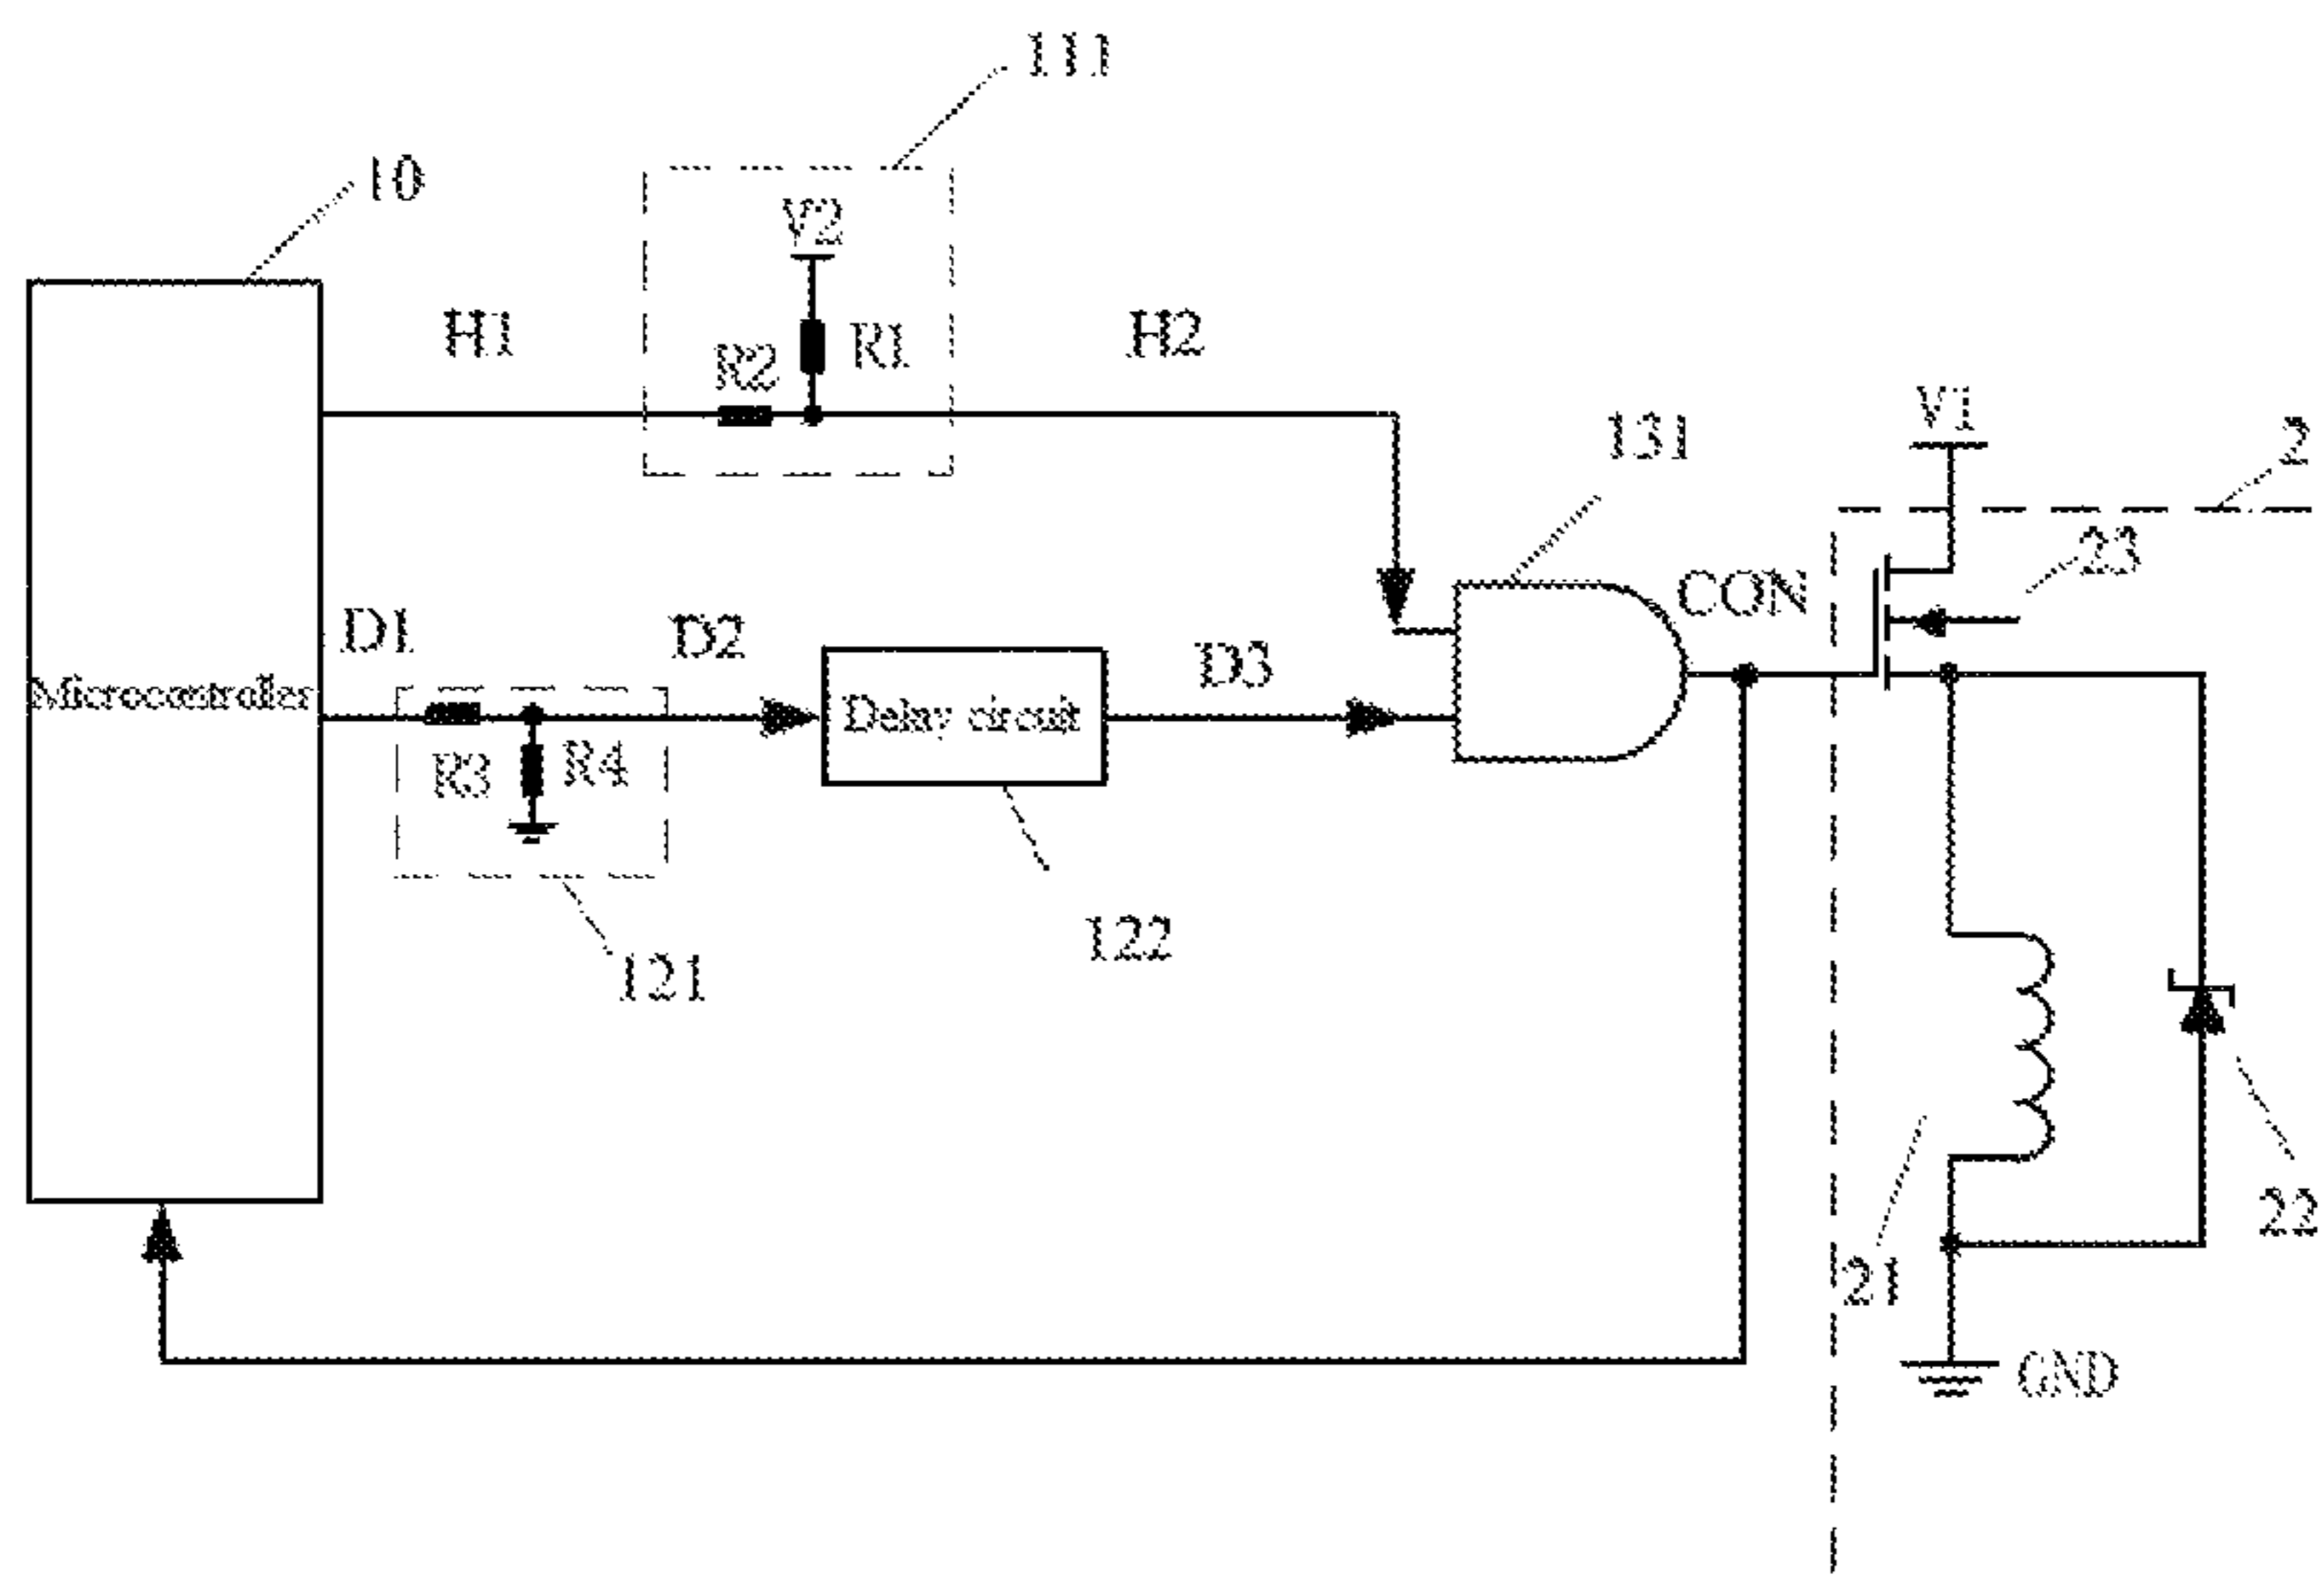 111
10
V2
H1
R2
R1
H2
131
V1
2
23
CON
D1
D2
D3
Microcontroller
Delay circuit
R3
R4
122
121
21
22
GND